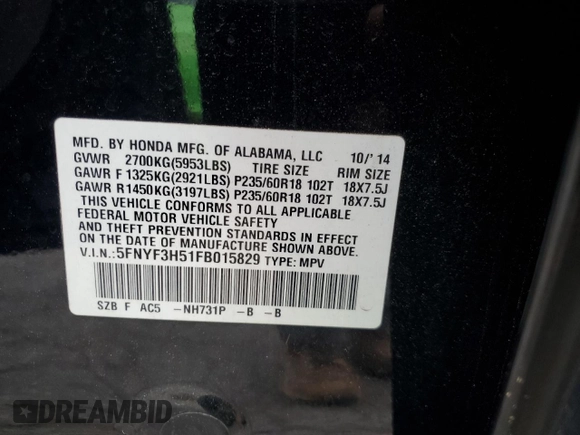 MFD. BY HONDA MFG. OF ALABAMA, LLC 10/'14
GVWR 2700KG(5953LBS) TIRE SIZE RIM SIZE
GAWR F 1325KG(2921LBS) P235/60R18 102T 18X7.5J
GAWR R 1450KG(3197LBS) P235/60R18 102T 18X7.5J
THIS VEHICLE CONFORMS TO ALL APPLICABLE
FEDERAL MOTOR VEHICLE SAFETY
AND THEFT PREVENTION STANDARDS IN EFFECT
ON THE DATE OF MANUFACTURE SHOWN ABOVE.
V.I.N.:5FNYF3H51FB015829 TYPE: MPV
SZB F AC5 -NH731P -B -B
DREAMBID